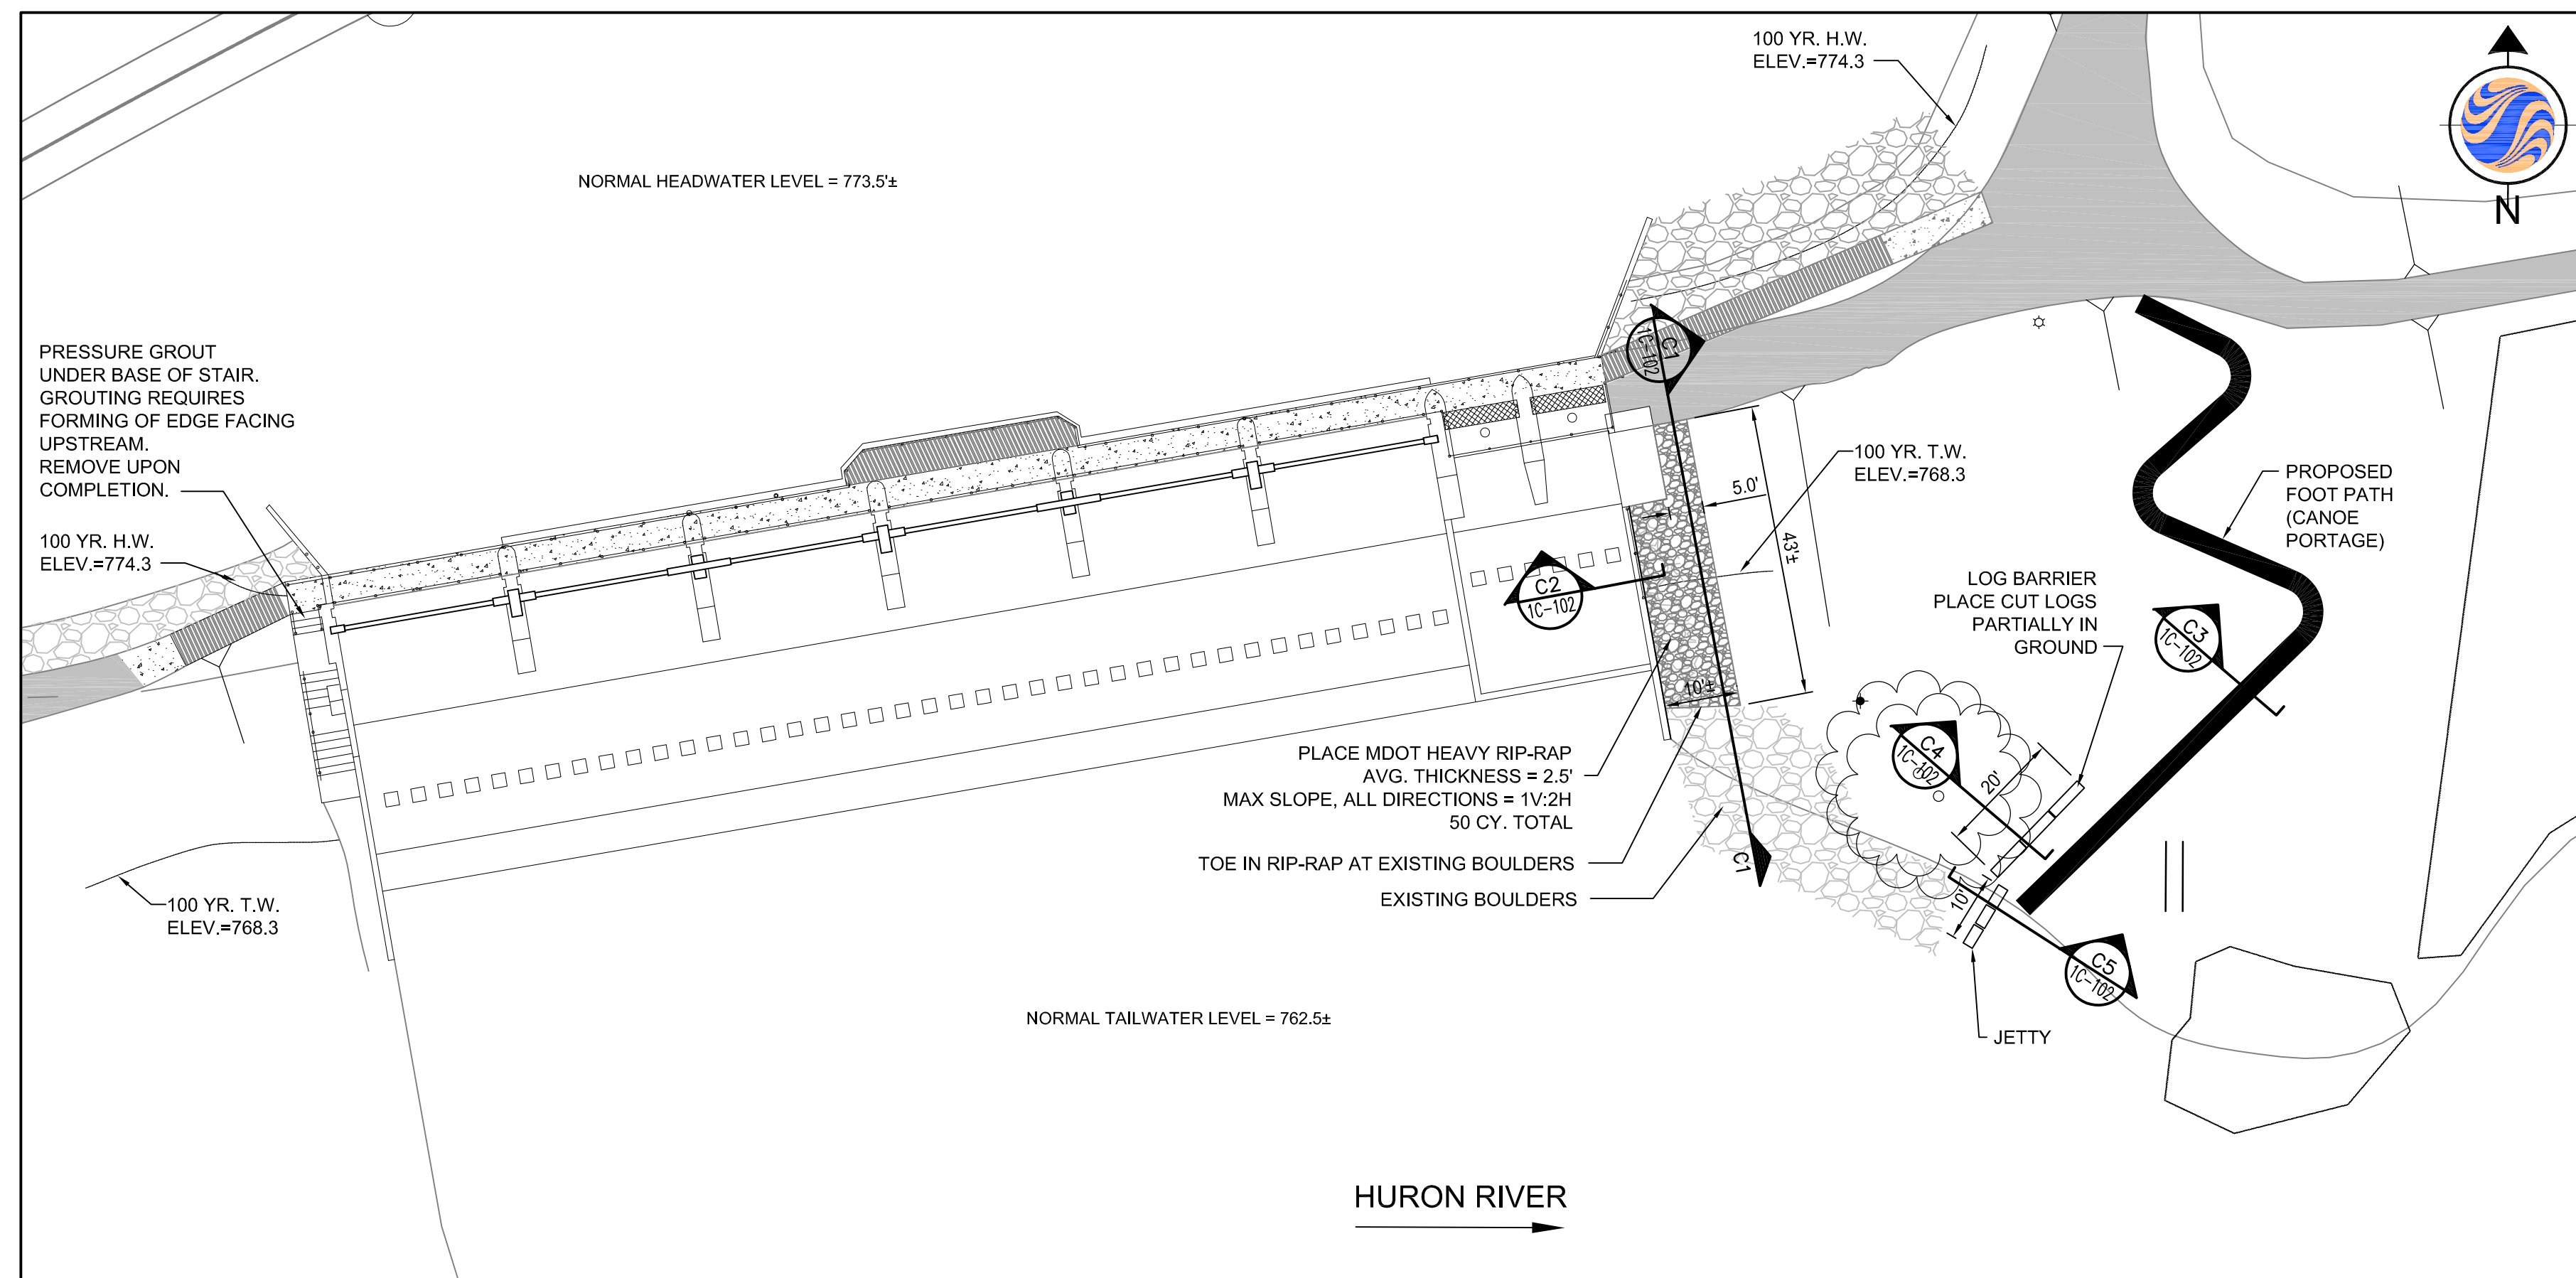 100 YR. H.W.
ELEV.=774.3
N
NORMAL HEADWATER LEVEL = 773.5'±
PRESSURE GROUT
UNDER BASE OF STAIR.
GROUTING REQUIRES
FORMING OF EDGE FACING
UPSTREAM.
REMOVE UPON
COMPLETION.
100 YR. H.W.
ELEV.=774.3
C1
1C-102
100 YR. T.W.
ELEV.=768.3
5.0'
43'±
PROPOSED
FOOT PATH
(CANOE
PORTAGE)
C2
1C-102
LOG BARRIER
PLACE CUT LOGS
PARTIALLY IN
GROUND
C3
1C-102
10'±
C4
1C-102
20'
PLACE MDOT HEAVY RIP-RAP
AVG. THICKNESS = 2.5'
MAX SLOPE, ALL DIRECTIONS = 1V:2H
50 CY. TOTAL
TOE IN RIP-RAP AT EXISTING BOULDERS
EXISTING BOULDERS
C1
10'
100 YR. T.W.
ELEV.=768.3
C5
1C-102
NORMAL TAILWATER LEVEL = 762.5±
JETTY
HURON RIVER